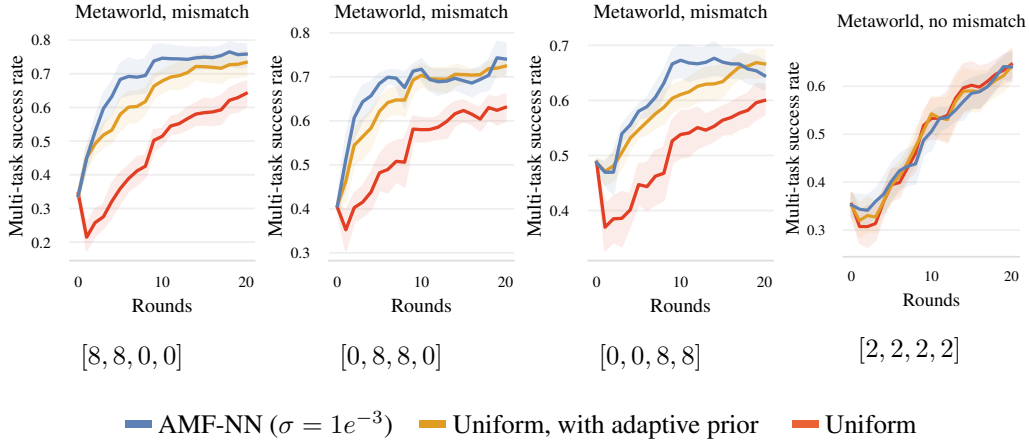 Metaworld, mismatch
Multi-task success rate
0.8
0.7
0.6
0.5
0.4
0.3
0.2
0
10
20
Rounds
[8, 8, 0, 0]
Metaworld, mismatch
Multi-task success rate
0.8
0.7
0.6
0.5
0.4
0.3
0
10
20
Rounds
[0, 8, 8, 0]
Metaworld, mismatch
Multi-task success rate
0.7
0.6
0.5
0.4
0
10
20
Rounds
[0, 0, 8, 8]
Metaworld, no mismatch
Multi-task success rate
0.6
0.5
0.4
0.3
0
10
20
Rounds
[2, 2, 2, 2]
AMF-NN (σ = 1e⁻³)
Uniform, with adaptive prior
Uniform